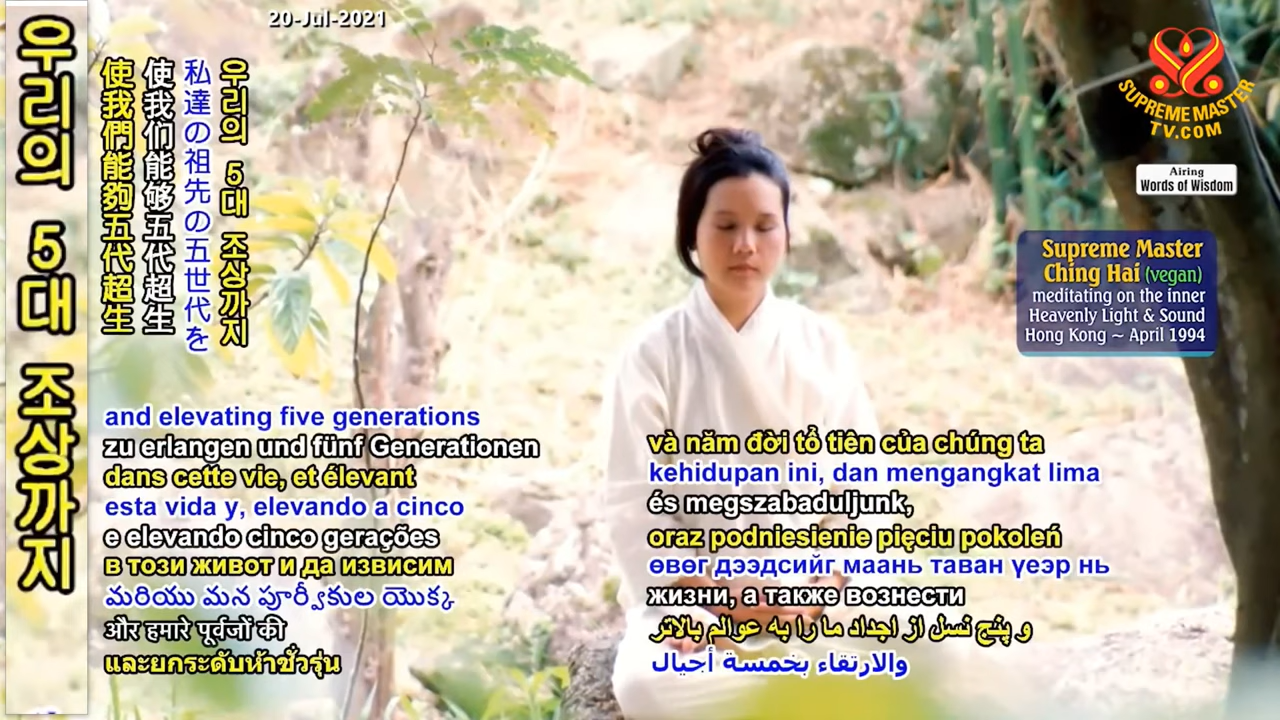 우리의 5대 조상까지
20-Jul-2021
우리의 5대 조상까지
私達の祖先の五世代を
使我们能够五代超生
使我們能夠五代超生
SUPREME MASTER
TV.COM
Airing
Words of Wisdom
Supreme Master
Ching Hai (vegan)
meditating on the inner
Heavenly Light & Sound
Hong Kong ~ April 1994
and elevating five generations
zu erlangen und fünf Generationen
dans cette vie, et élevant
esta vida y, elevando a cinco
e elevando cinco gerações
в този живот и да извисим
మరియు మన పూర్వీకుల యొక్క
और हमारे पूर्वजों की
และยกระดับห้าชั่วรุ่น
và năm đời tổ tiên của chúng ta
kehidupan ini, dan mengangkat lima
és megszabaduljunk,
oraz podniesienie pięciu pokoleń
өвөг дээдсийг маань таван үеэр нь
жизни, а также вознести
و پنج نسل از اجداد ما را به عوالم بالاتر
والارتقاء بخمسة أجيال